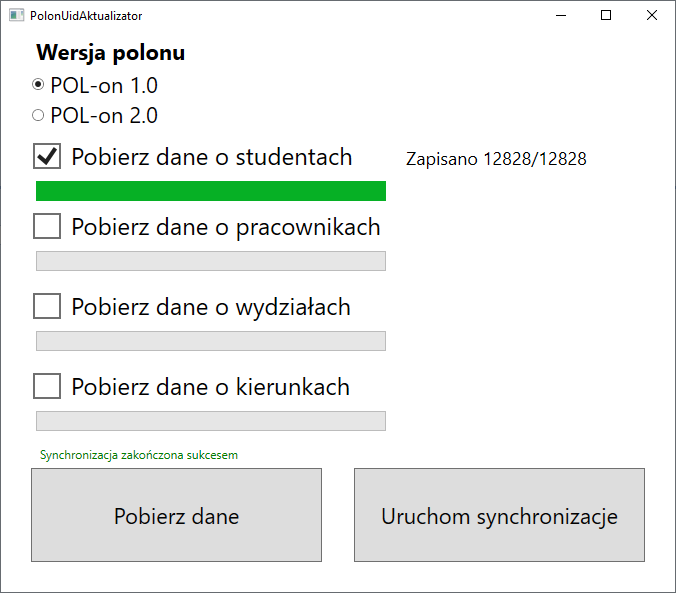 PolonUidAktualizator
Wersja polonu
POL-on 1.0
POL-on 2.0
Pobierz dane o studentach
Zapisano 12828/12828
Pobierz dane o pracownikach
Pobierz dane o wydziałach
Pobierz dane o kierunkach
Synchronizacja zakończona sukcesem
Pobierz dane
Uruchom synchronizacje